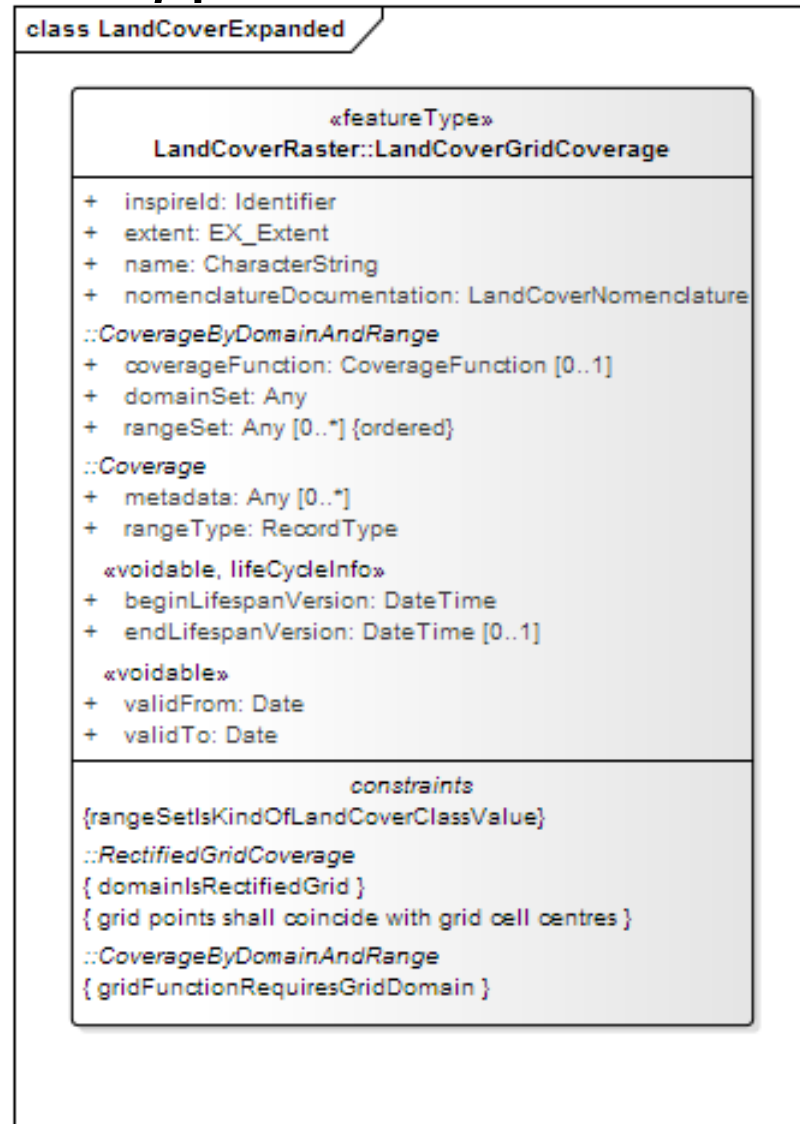 class LandCoverExpanded
«featureType»
LandCoverRaster::LandCoverGridCoverage
+ inspireId: Identifier
+ extent: EX_Extent
+ name: CharacterString
+ nomenclatureDocumentation: LandCoverNomenclature
::CoverageByDomainAndRange
+ coverageFunction: CoverageFunction [0..1]
+ domainSet: Any
+ rangeSet: Any [0..*] {ordered}
::Coverage
+ metadata: Any [0..*]
+ rangeType: RecordType
«voidable, lifeCycleInfo»
+ beginLifespanVersion: DateTime
+ endLifespanVersion: DateTime [0..1]
«voidable»
+ validFrom: Date
+ validTo: Date
constraints
{rangeSetIsKindOfLandCoverClassValue}
::RectifiedGridCoverage
{ domainIsRectifiedGrid }
{ grid points shall coincide with grid cell centres }
::CoverageByDomainAndRange
{ gridFunctionRequiresGridDomain }